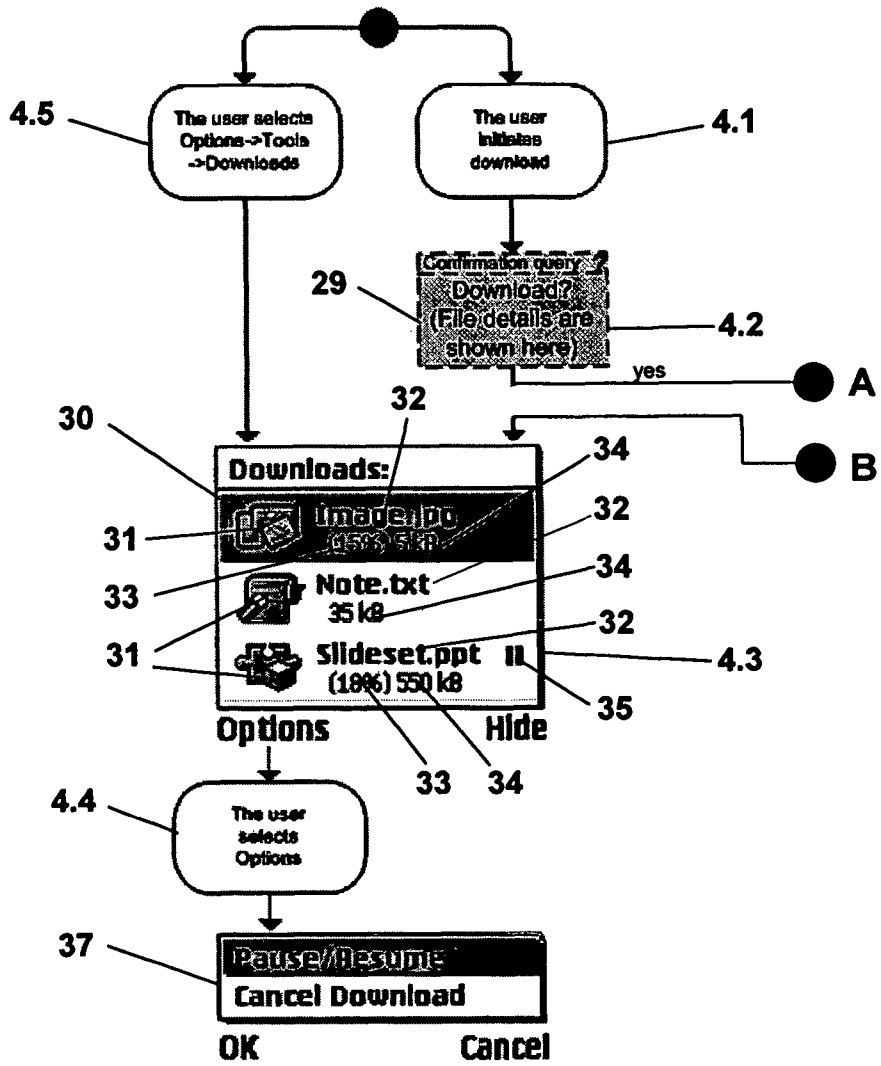 4.5
The user selects
Options->Tools
->Downloads
The user
initiates
download
4.1
29
Confirmation query ?
Download?
(File details are
shown here)
4.2
yes
A
B
30
32
34
32
34
32
4.3
35
31
33
31
Downloads:
Image.jpg
(15%) 5 kB
Note.txt
35 kB
Slideset.ppt
(18%) 550 kB
Options
Hide
33
34
4.4
The user
selects
Options
37
Pause/Resume
Cancel Download
OK
Cancel